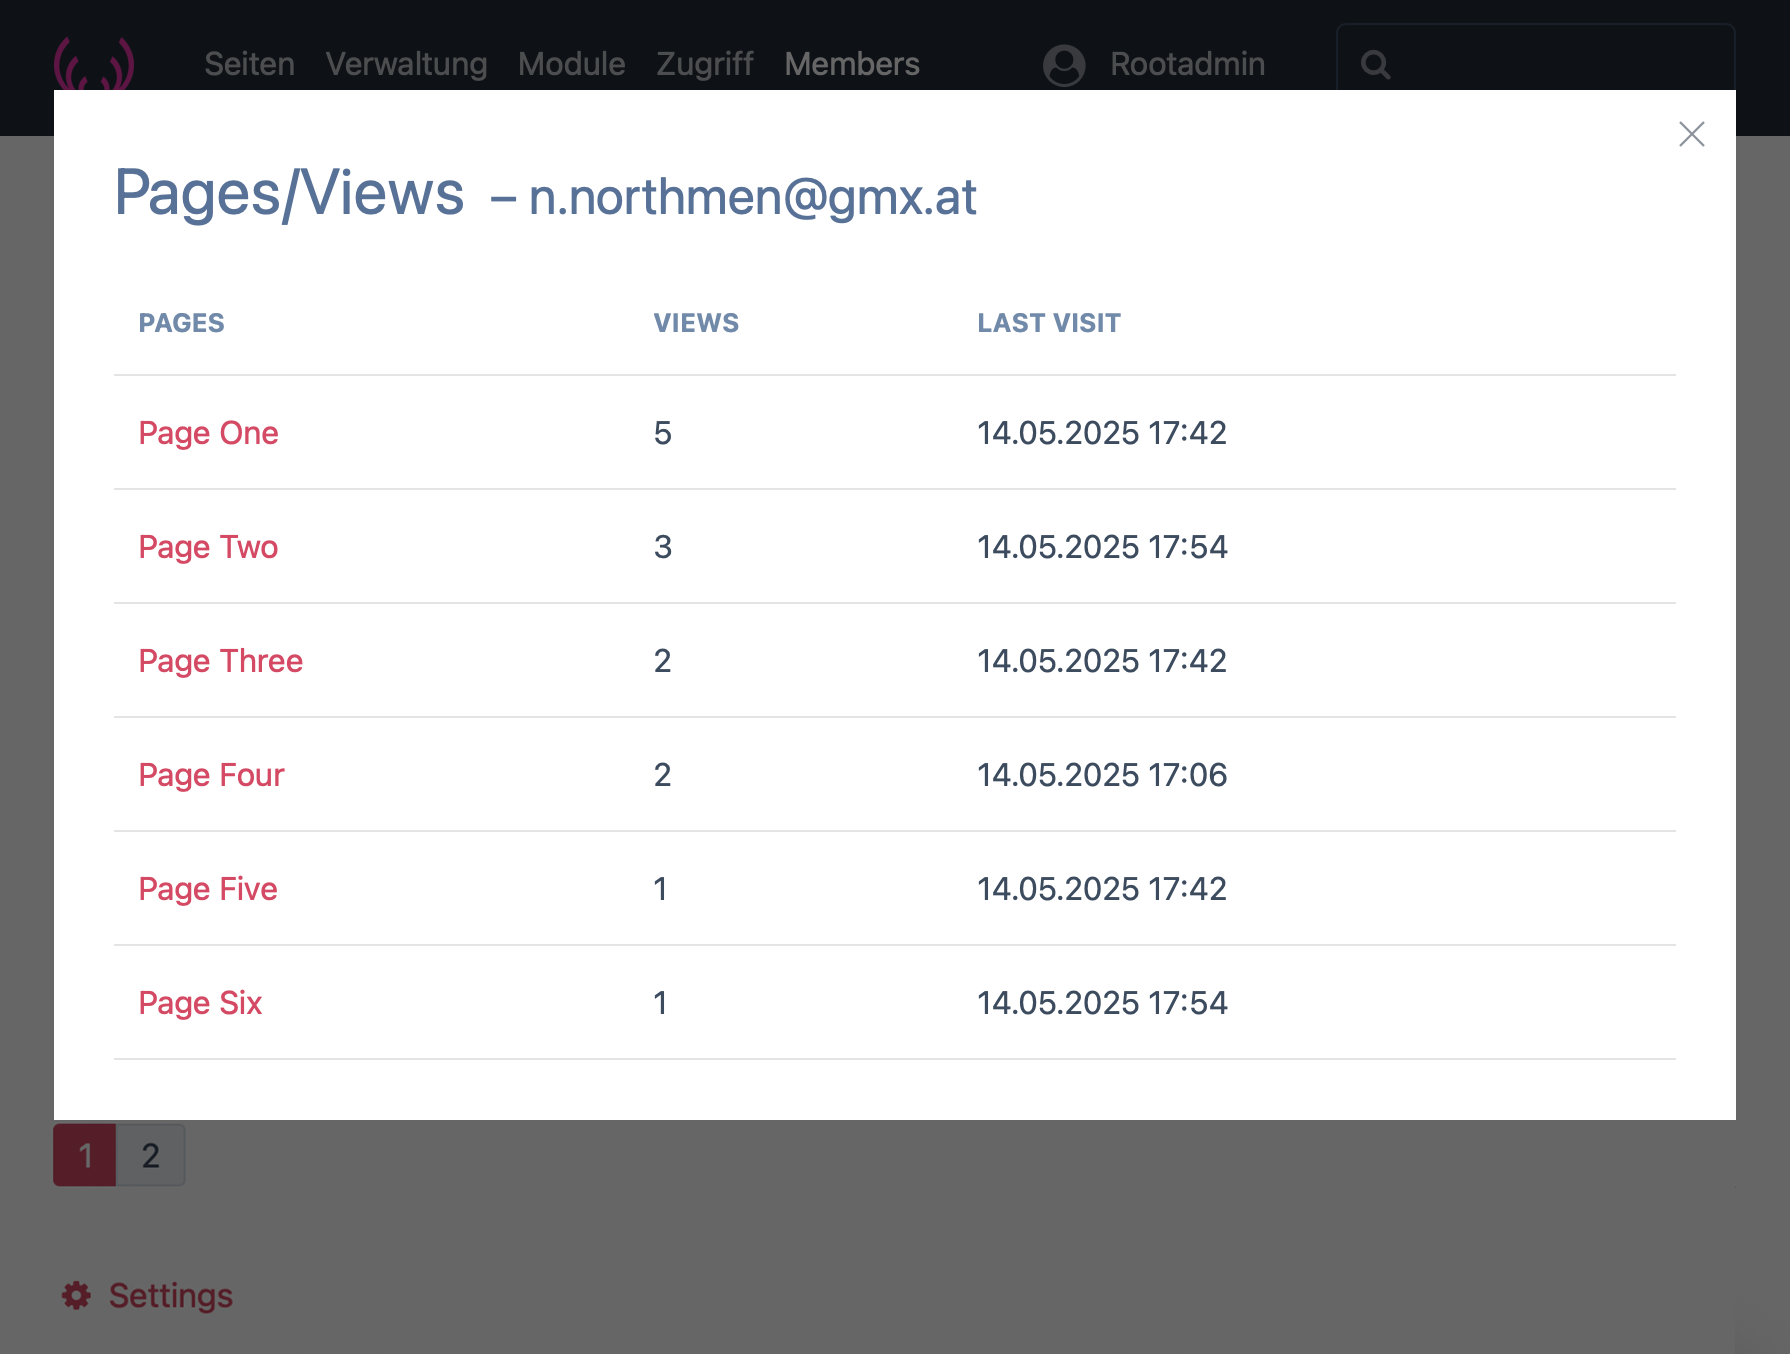 Seiten Verwaltung Module Zugriff Members Rootadmin
Pages/Views – n.northmen@gmx.at
PAGES VIEWS LAST VISIT
Page One 5 14.05.2025 17:42
Page Two 3 14.05.2025 17:54
Page Three 2 14.05.2025 17:42
Page Four 2 14.05.2025 17:06
Page Five 1 14.05.2025 17:42
Page Six 1 14.05.2025 17:54
1 2
Settings